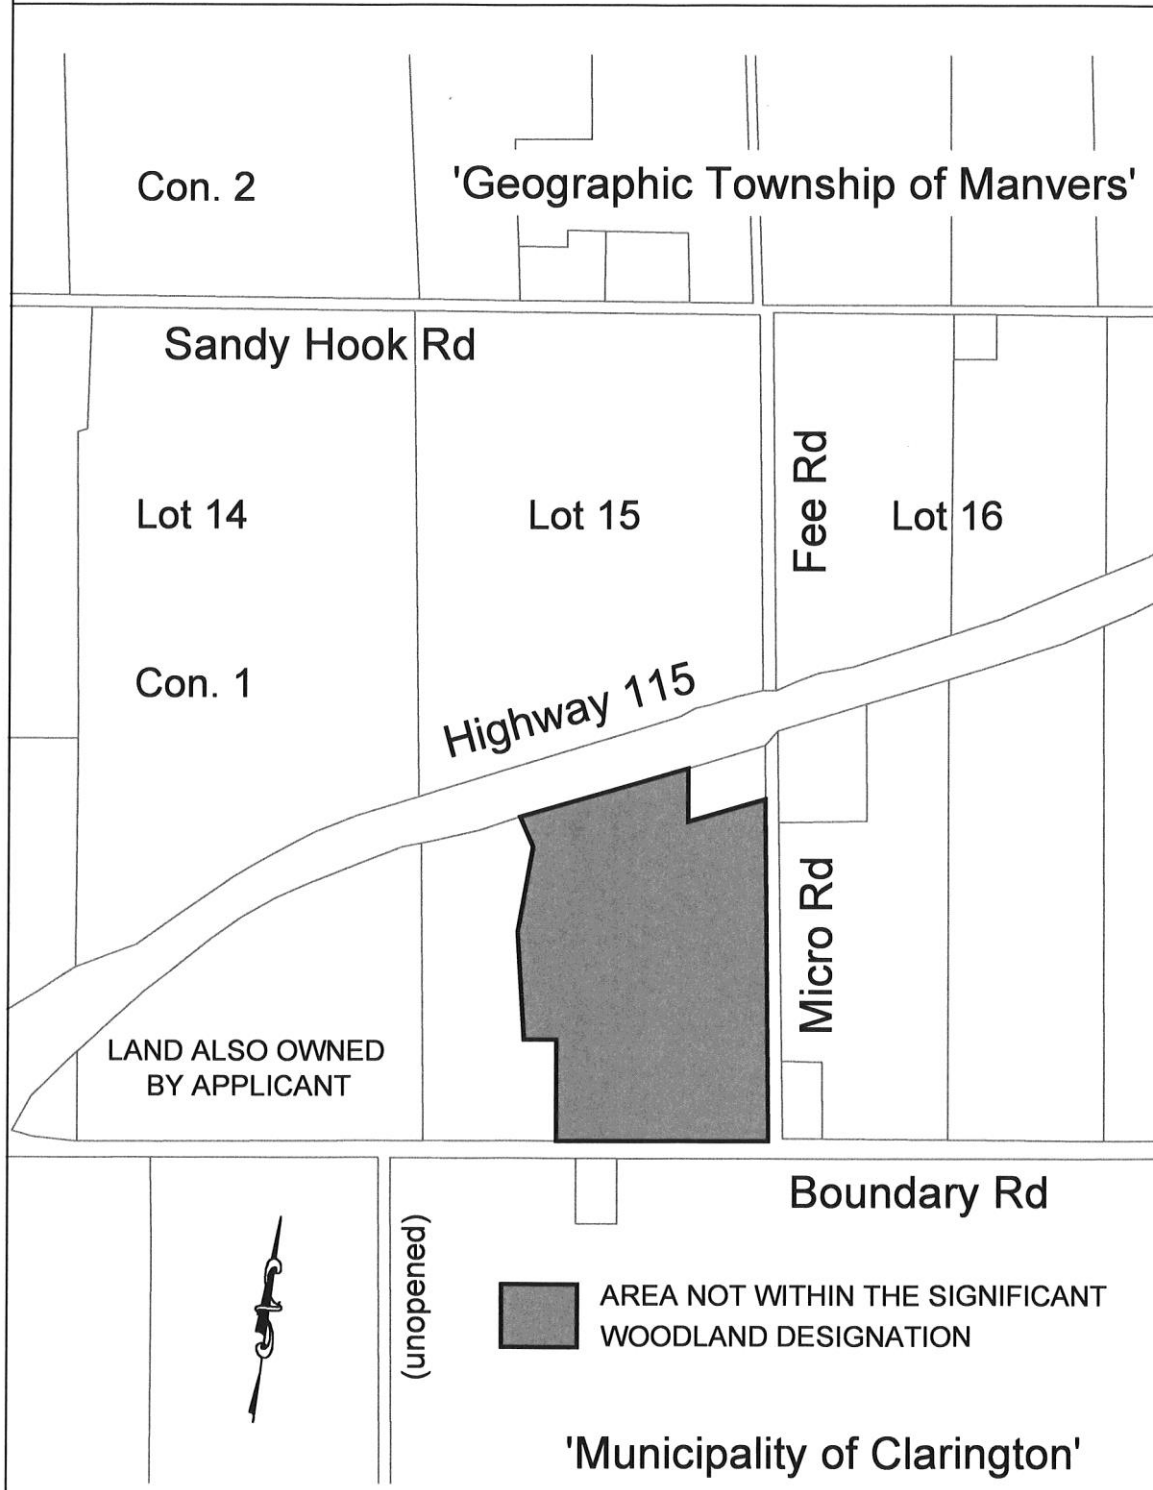 Con. 2
'Geographic Township of Manvers'
Sandy Hook Rd
Lot 14
Lot 15
Fee Rd
Lot 16
Con. 1
Highway 115
Micro Rd
LAND ALSO OWNED
BY APPLICANT
Boundary Rd
(unopened)
AREA NOT WITHIN THE SIGNIFICANT
WOODLAND DESIGNATION
'Municipality of Clarington'